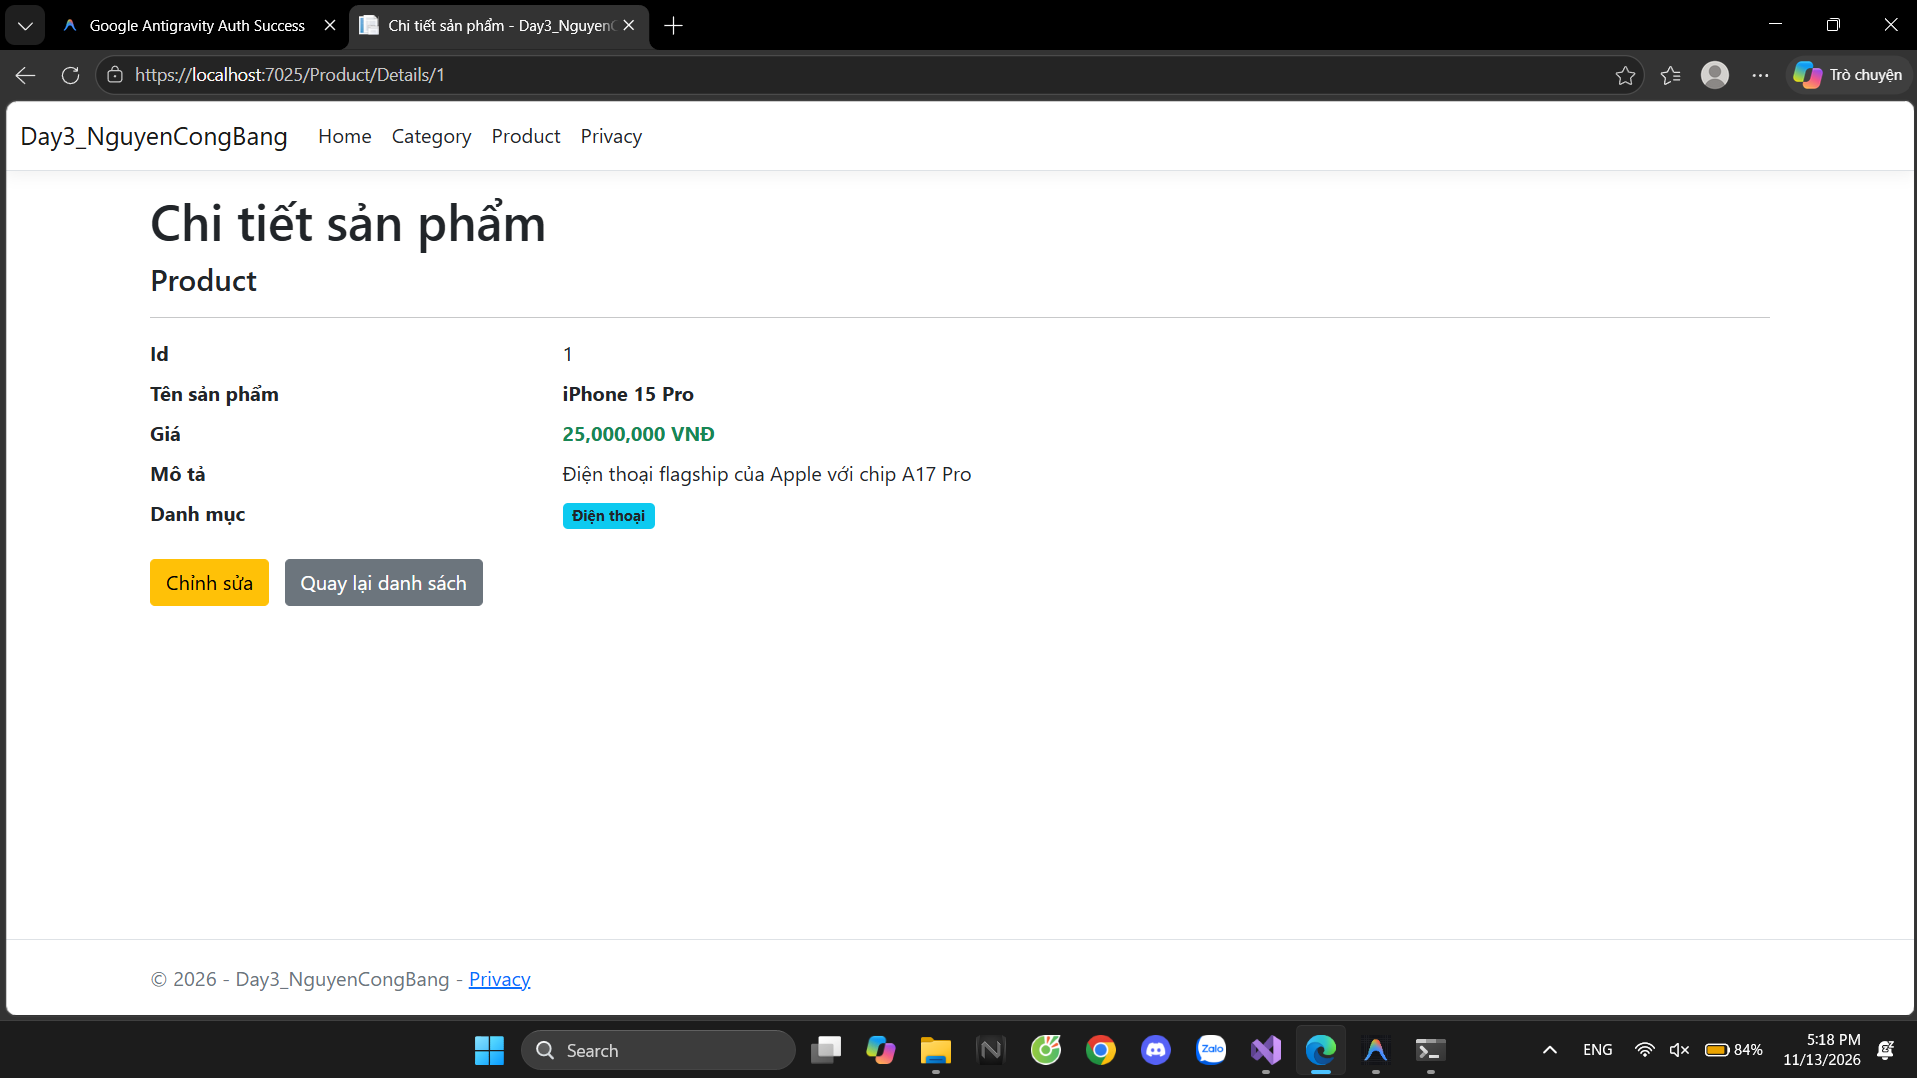 Google Antigravity Auth Success
Chi tiết sản phẩm - Day3_Nguyen
https://localhost:7025/Product/Details/1
Trò chuyện
Day3_NguyenCongBang Home Category Product Privacy
Chi tiết sản phẩm
Product
Id 1
Tên sản phẩm iPhone 15 Pro
Giá 25,000,000 VNĐ
Mô tả Điện thoại flagship của Apple với chip A17 Pro
Danh mục Điện thoại
Chỉnh sửa Quay lại danh sách
© 2026 - Day3_NguyenCongBang - Privacy
Search
Zalo
ENG
84%
5:18 PM
11/13/2026